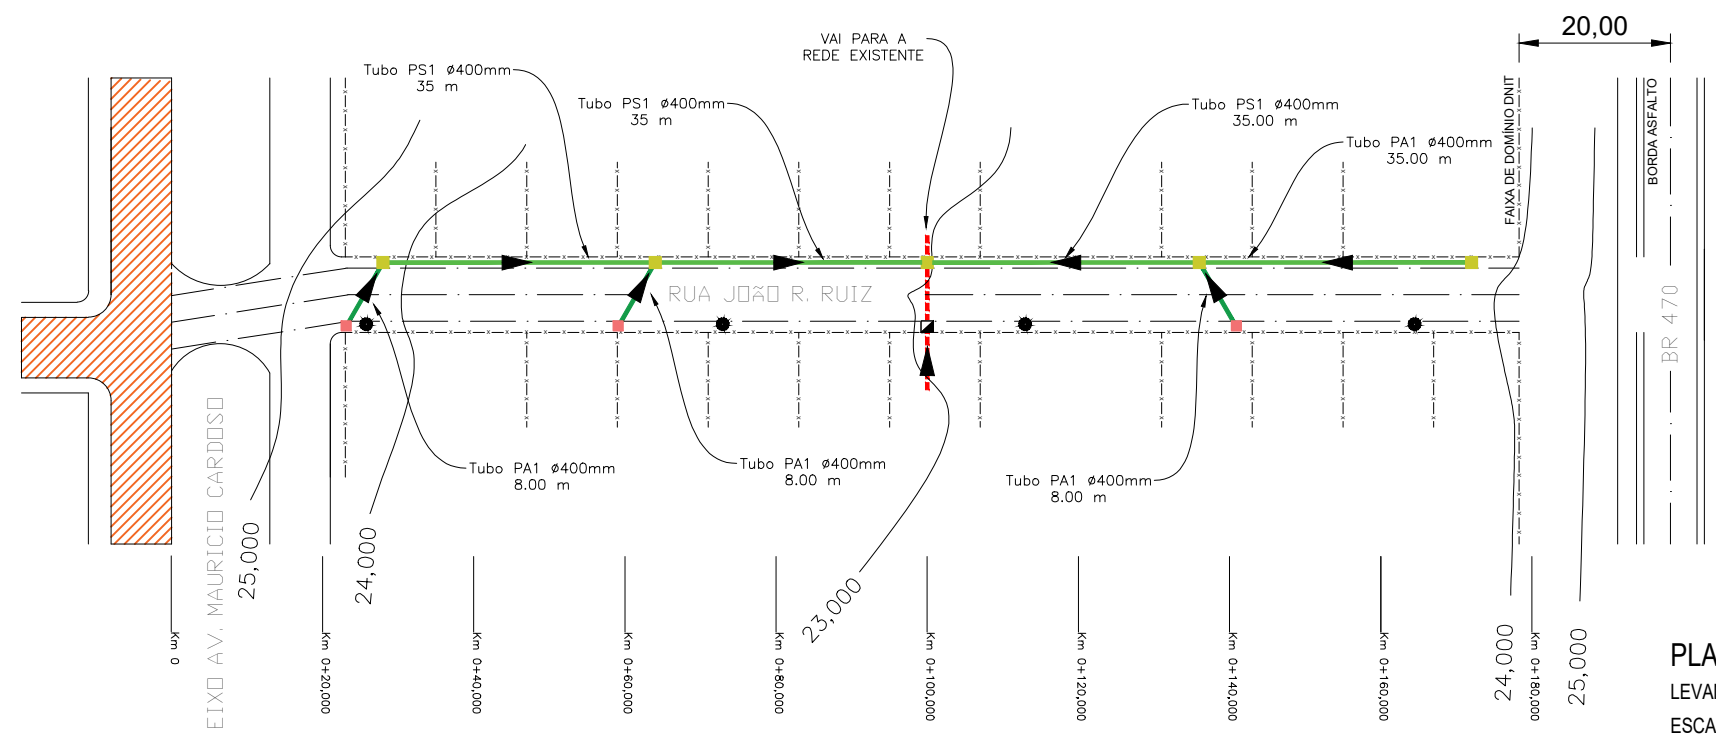 20,00
VAI PARA A
REDE EXISTENTE
Tubo PS1 ø400mm
35 m
Tubo PS1 ø400mm
35 m
Tubo PS1 ø400mm
35.00 m
Tubo PA1 ø400mm
35.00 m
FAIXA DE DOMÍNIO DNIT
BORDA ASFALTO
RUA JOÃO R. RUIZ
BR 470
EIXO AV. MAURICIO CARDOSO
Tubo PA1 ø400mm
8.00 m
Tubo PA1 ø400mm
8.00 m
Tubo PA1 ø400mm
8.00 m
25,000
24,000
23,000
24,000
25,000
Km 0
Km 0+20,000
Km 0+40,000
Km 0+60,000
Km 0+80,000
Km 0+100,000
Km 0+120,000
Km 0+140,000
Km 0+160,000
Km 0+180,000
PLA
LEVA
ESCA